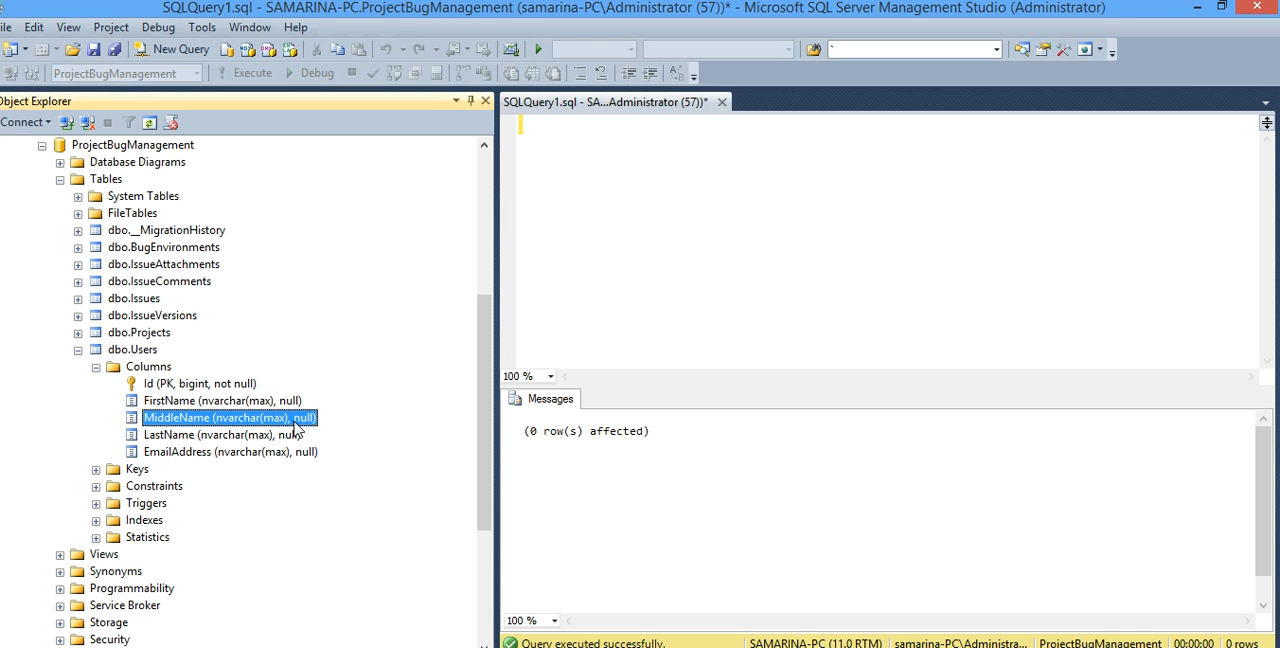 SQLQuery1.sql - SAMARINA-PC.ProjectBugManagement (samarina-PC\Administrator (57))* - Microsoft SQL Server Management Studio (Administrator)
ile Edit View Project Debug Tools Window Help
New Query
ProjectBugManagement Execute Debug
Object Explorer
SQLQuery1.sql - SA...Administrator (57))*
Connect
ProjectBugManagement
Database Diagrams
Tables
System Tables
FileTables
dbo.__MigrationHistory
dbo.BugEnvironments
dbo.IssueAttachments
dbo.IssueComments
dbo.Issues
dbo.IssueVersions
dbo.Projects
dbo.Users
Columns
Id (PK, bigint, not null)
FirstName (nvarchar(max), null)
MiddleName (nvarchar(max), null)
LastName (nvarchar(max), null)
EmailAddress (nvarchar(max), null)
Keys
Constraints
Triggers
Indexes
Statistics
Views
Synonyms
Programmability
Service Broker
Storage
Security
100 %
Messages
(0 row(s) affected)
100 %
Query executed successfully. SAMARINA-PC (11.0 RTM) samarina-PC\Administra... ProjectBugManagement 00:00:00 0 rows